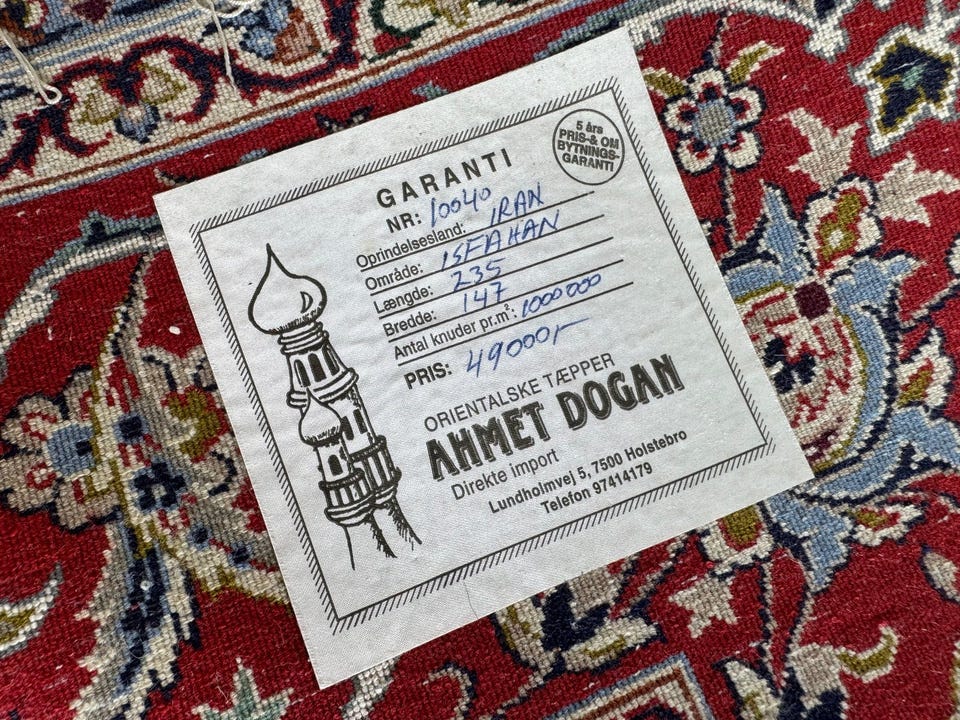 GARANTI
5 års
PRIS-& OM
BYTNINGS-
GARANTI
NR: 10040
Oprindelsesland: IRAN
Område: ISFAHAN
Længde: 235
Bredde: 147
Antal knuder pr.m²: 1000000
PRIS: 49000,-
ORIENTALSKE TÆPPER
AHMET DOGAN
Direkte import
Lundholmvej 5, 7500 Holstebro
Telefon 97414179